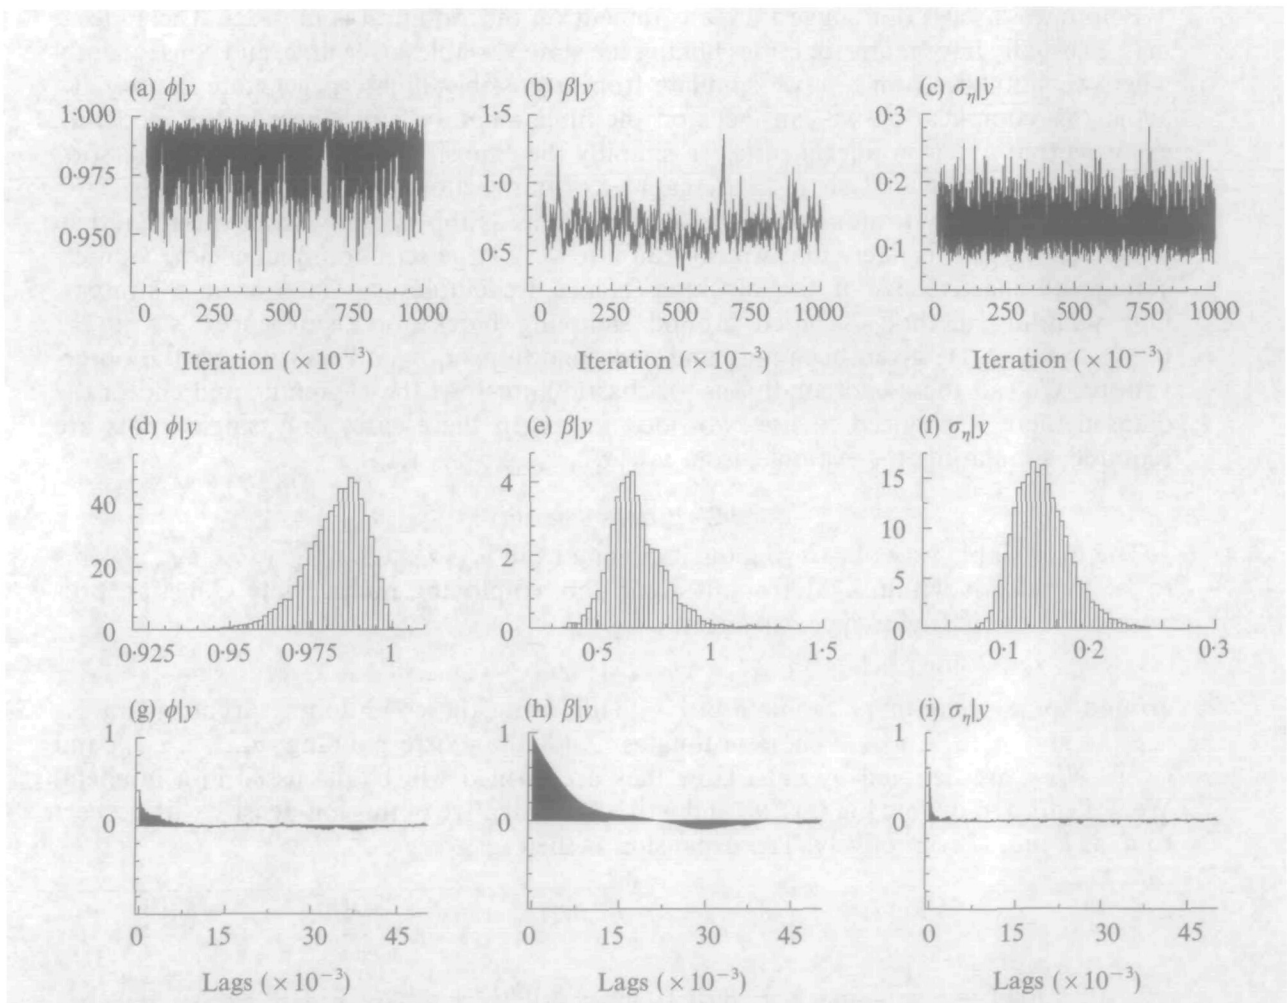 (a) ϕ|y (b) β|y (c) σ_η|y
1·000 1·5 0·3
0·975 1·0 0·2
0·950 0·5 0·1
0 250 500 750 1000 0 250 500 750 1000 0 250 500 750 1000
Iteration (×10⁻³) Iteration (×10⁻³) Iteration (×10⁻³)
(d) ϕ|y (e) β|y (f) σ_η|y
40 4 15
20 2 10
5
0 0 0
0·925 0·95 0·975 1 0·5 1 1·5 0·1 0·2 0·3
(g) ϕ|y (h) β|y (i) σ_η|y
1 1 1
0 0 0
0 15 30 45 0 15 30 45 0 15 30 45
Lags (×10⁻³) Lags (×10⁻³) Lags (×10⁻³)